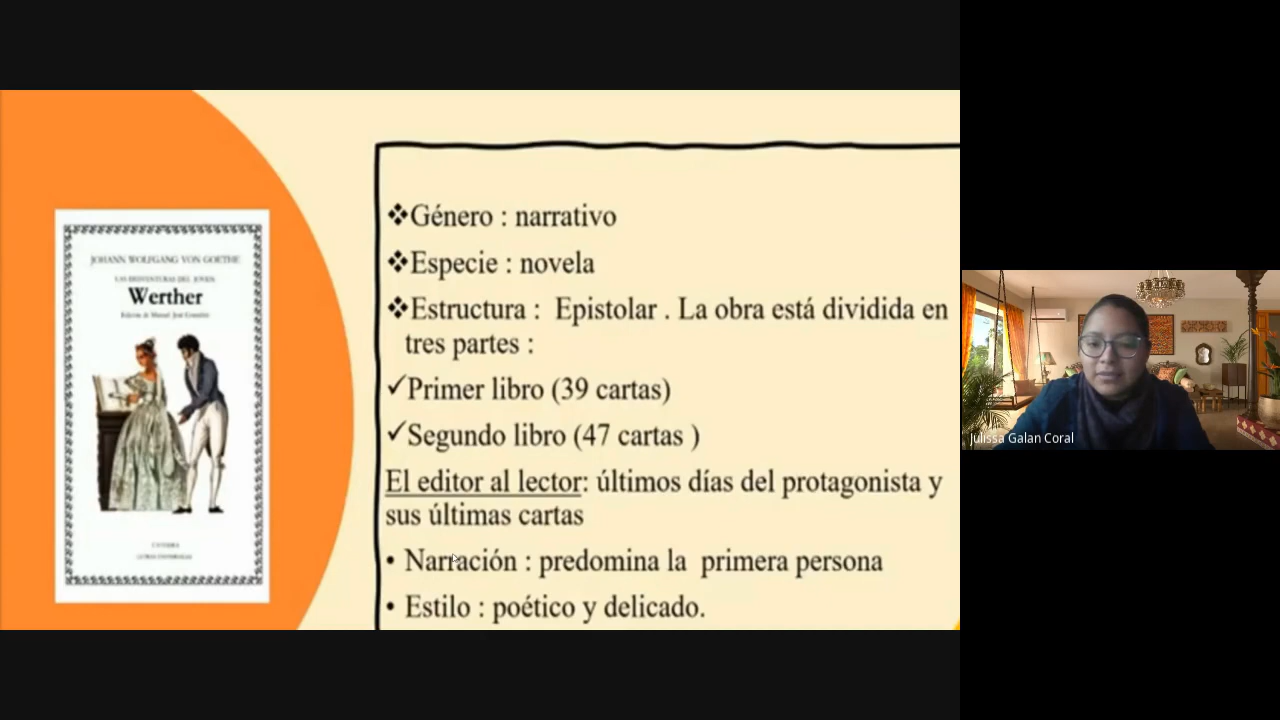 ❖Género : narrativo
❖Especie : novela
❖Estructura : Epistolar . La obra está dividida en
tres partes :
✓Primer libro (39 cartas)
✓Segundo libro (47 cartas )
El editor al lector: últimos días del protagonista y
sus últimas cartas
• Narración : predomina la primera persona
• Estilo : poético y delicado.
JOHANN WOLFGANG VON GOETHE
LAS DESVENTURAS DEL JOVEN
Werther
Edición de Manuel José González
CÁTEDRA
LETRAS UNIVERSALES
Julissa Galan Coral